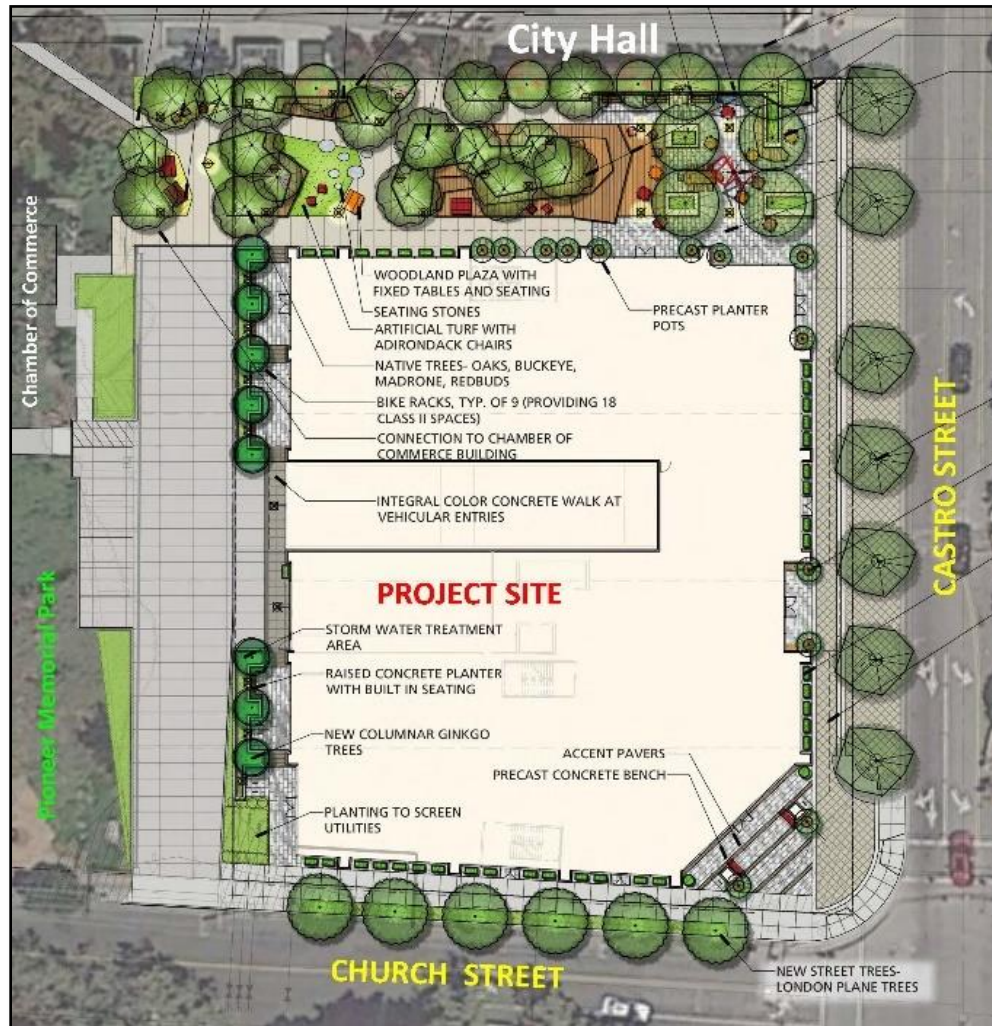 City Hall
Chamber of Commerce
WOODLAND PLAZA WITH
FIXED TABLES AND SEATING
SEATING STONES
ARTIFICIAL TURF WITH
ADIRONDACK CHAIRS
NATIVE TREES- OAKS, BUCKEYE,
MADRONE, REDBUDS
BIKE RACKS, TYP. OF 9 (PROVIDING 18
CLASS II SPACES)
CONNECTION TO CHAMBER OF
COMMERCE BUILDING
PRECAST PLANTER
POTS
INTEGRAL COLOR CONCRETE WALK AT
VEHICULAR ENTRIES
CASTRO STREET
PROJECT SITE
Pioneer Memorial Park
STORM WATER TREATMENT
AREA
RAISED CONCRETE PLANTER
WITH BUILT IN SEATING
NEW COLUMNAR GINKGO
TREES
ACCENT PAVERS
PRECAST CONCRETE BENCH
PLANTING TO SCREEN
UTILITIES
CHURCH STREET
NEW STREET TREES-
LONDON PLANE TREES